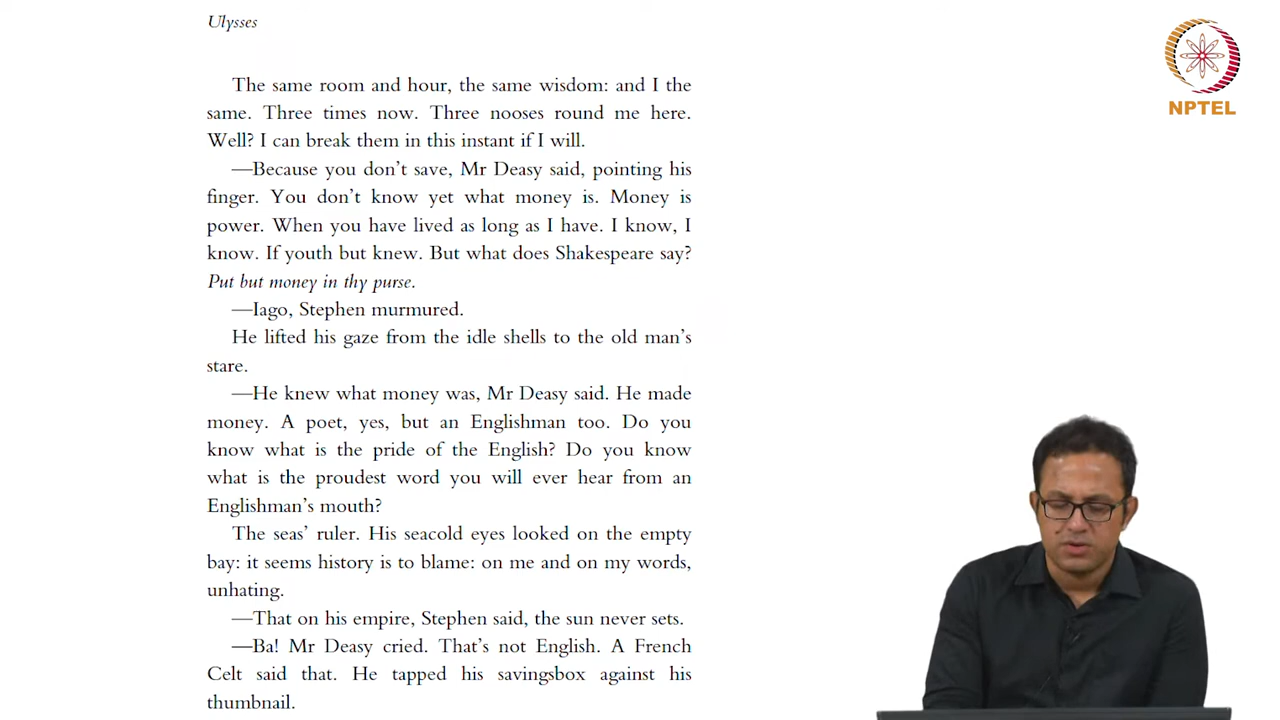 Ulysses
NPTEL
The same room and hour, the same wisdom: and I the
same. Three times now. Three nooses round me here.
Well? I can break them in this instant if I will.
—Because you don’t save, Mr Deasy said, pointing his
finger. You don’t know yet what money is. Money is
power. When you have lived as long as I have. I know, I
know. If youth but knew. But what does Shakespeare say?
Put but money in thy purse.
—Iago, Stephen murmured.
He lifted his gaze from the idle shells to the old man’s
stare.
—He knew what money was, Mr Deasy said. He made
money. A poet, yes, but an Englishman too. Do you
know what is the pride of the English? Do you know
what is the proudest word you will ever hear from an
Englishman’s mouth?
The seas’ ruler. His seacold eyes looked on the empty
bay: it seems history is to blame: on me and on my words,
unhating.
—That on his empire, Stephen said, the sun never sets.
—Ba! Mr Deasy cried. That’s not English. A French
Celt said that. He tapped his savingsbox against his
thumbnail.